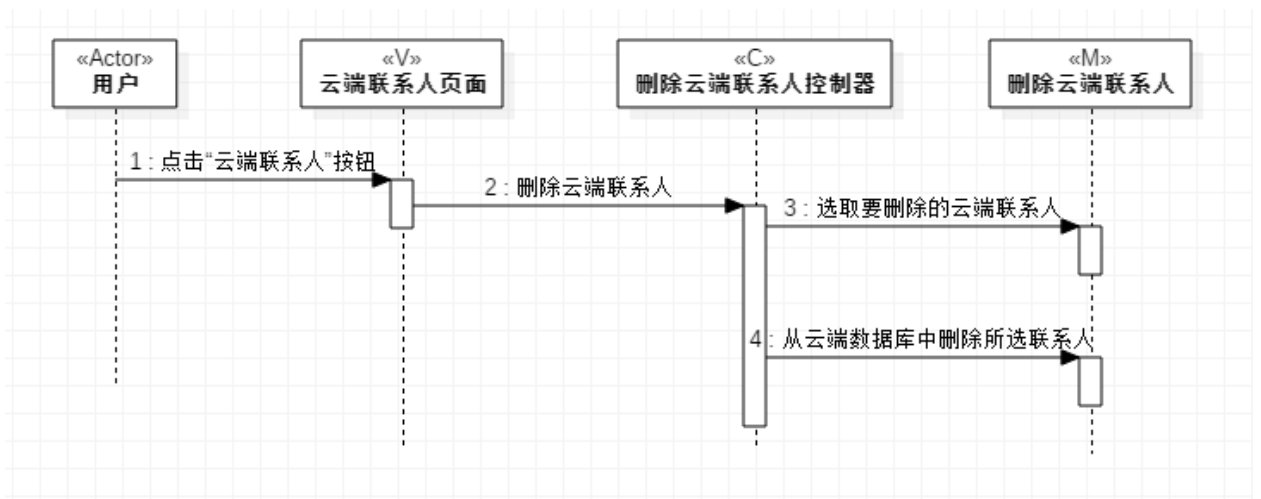 «Actor»
用户
«V»
云端联系人页面
«C»
删除云端联系人控制器
«M»
删除云端联系人
1 : 点击“云端联系人”按钮
2 : 删除云端联系人
3 : 选取要删除的云端联系人
4 : 从云端数据库中删除所选联系人